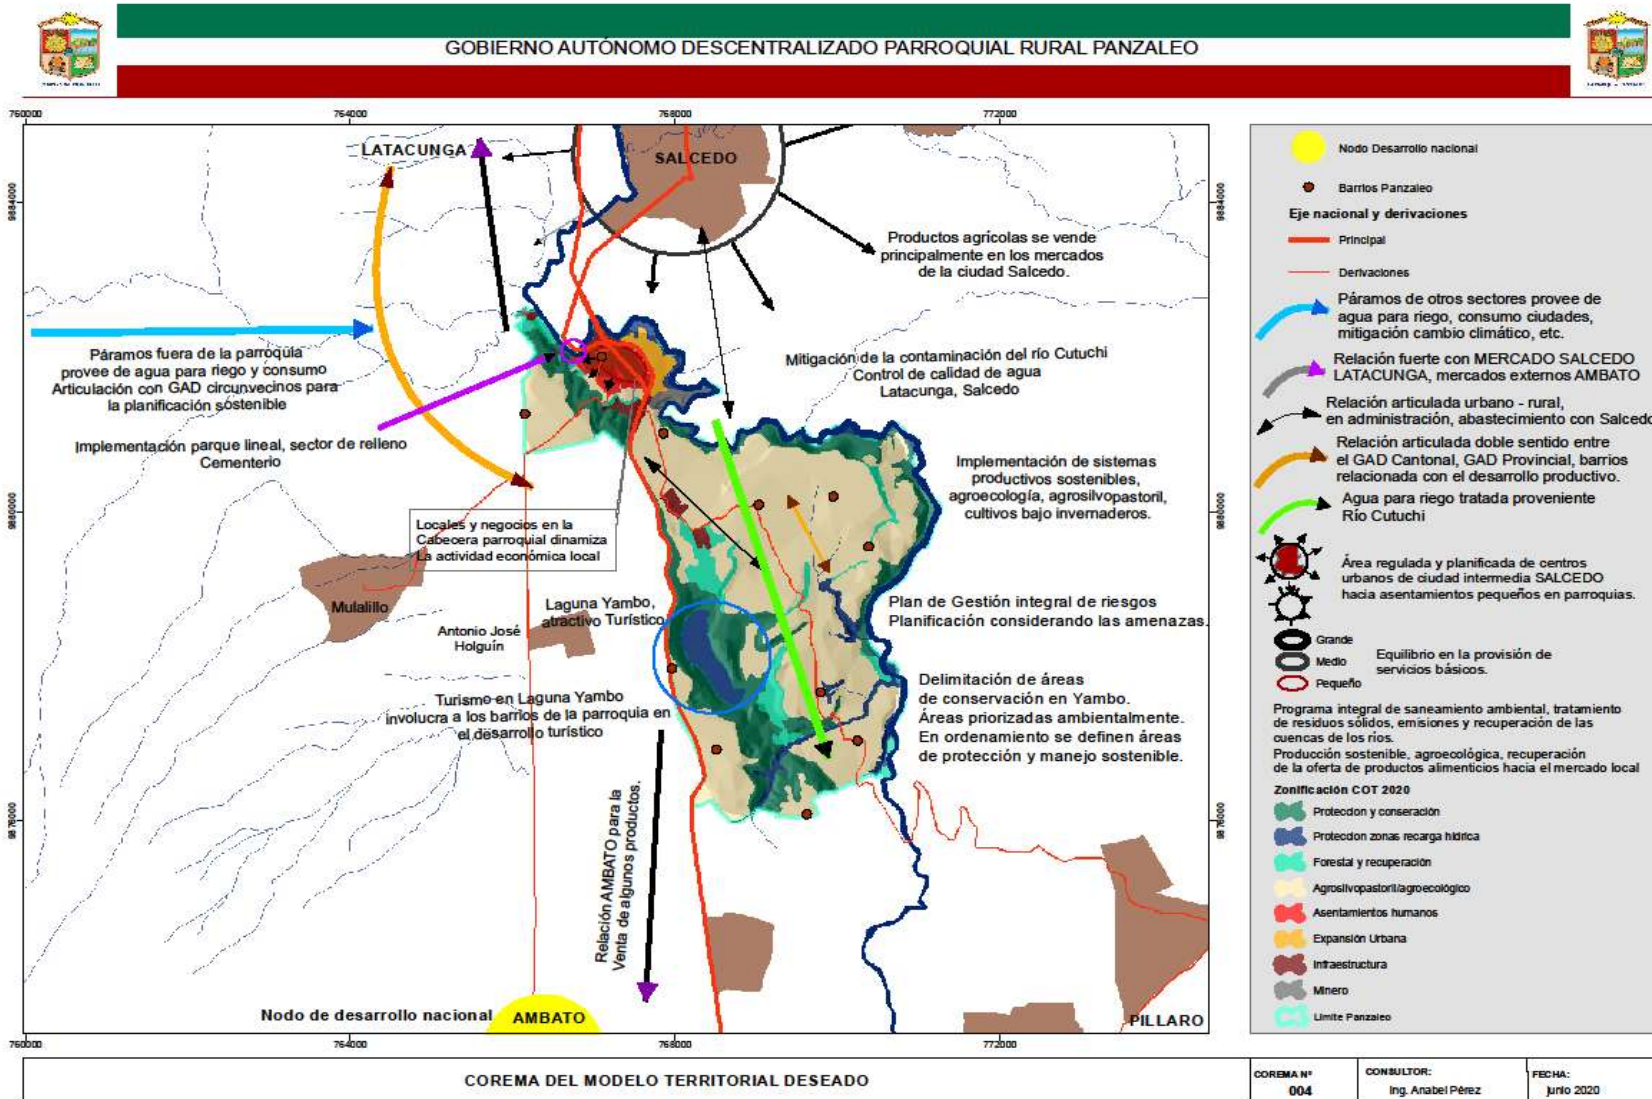 GOBIERNO AUTÓNOMO DESCENTRALIZADO PARROQUIAL RURAL PANZALEO
760000
764000
768000
772000
9884000
9880000
9876000
9884000
9880000
9876000
LATACUNGA
SALCEDO
Productos agrícolas se vende
principalmente en los mercados
de la ciudad Salcedo.
Páramos fuera de la parroquia
provee de agua para riego y consumo
Articulación con GAD circunvecinos para
la planificación sostenible
Mitigación de la contaminación del río Cutuchi
Control de calidad de agua
Latacunga, Salcedo
Implementación parque lineal, sector de relleno
Cementerio
Implementación de sistemas
productivos sostenibles,
agroecología, agrosilvopastoril,
cultivos bajo invernaderos.
Locales y negocios en la
Cabecera parroquial dinamiza
La actividad económica local
Mulalillo
Antonio José
Holguín
Laguna Yambo,
atractivo Turístico
Plan de Gestión integral de riesgos
Planificación considerando las amenazas.
Turismo en Laguna Yambo
involucra a los barrios de la parroquia en
el desarrollo turístico
Delimitación de áreas
de conservación en Yambo.
Áreas priorizadas ambientalmente.
En ordenamiento se definen áreas
de protección y manejo sostenible.
Relación AMBATO para la
Venta de algunos productos.
Nodo de desarrollo nacional
AMBATO
PILLARO
760000
764000
768000
772000
Nodo Desarrollo nacional
Barrios Panzaleo
Eje nacional y derivaciones
Principal
Derivaciones
Páramos de otros sectores provee de
agua para riego, consumo ciudades,
mitigación cambio climático, etc.
Relación fuerte con MERCADO SALCEDO
LATACUNGA, mercados externos AMBATO
Relación articulada urbano - rural,
en administración, abastecimiento con Salcedo
Relación articulada doble sentido entre
el GAD Cantonal, GAD Provincial, barrios
relacionada con el desarrollo productivo.
Agua para riego tratada proveniente
Río Cutuchi
Área regulada y planificada de centros
urbanos de ciudad intermedia SALCEDO
hacia asentamientos pequeños en parroquias.
Grande
Medio
Pequeño
Equilibrio en la provisión de
servicios básicos.
Programa integral de saneamiento ambiental, tratamiento
de residuos sólidos, emisiones y recuperación de las
cuencas de los ríos.
Producción sostenible, agroecológica, recuperación
de la oferta de productos alimenticios hacia el mercado local
Zonificación COT 2020
Proteccion y conseración
Proteccion zonas recarga hídrica
Forestal y recuperación
Agrosilvopastoril/agroecológico
Asentamientos humanos
Expansión Urbana
Infraestructura
Minero
Limite Panzaleo
COREMA DEL MODELO TERRITORIAL DESEADO
COREMA N°
004
CONSULTOR:
Ing. Anabel Pérez
FECHA:
junio 2020